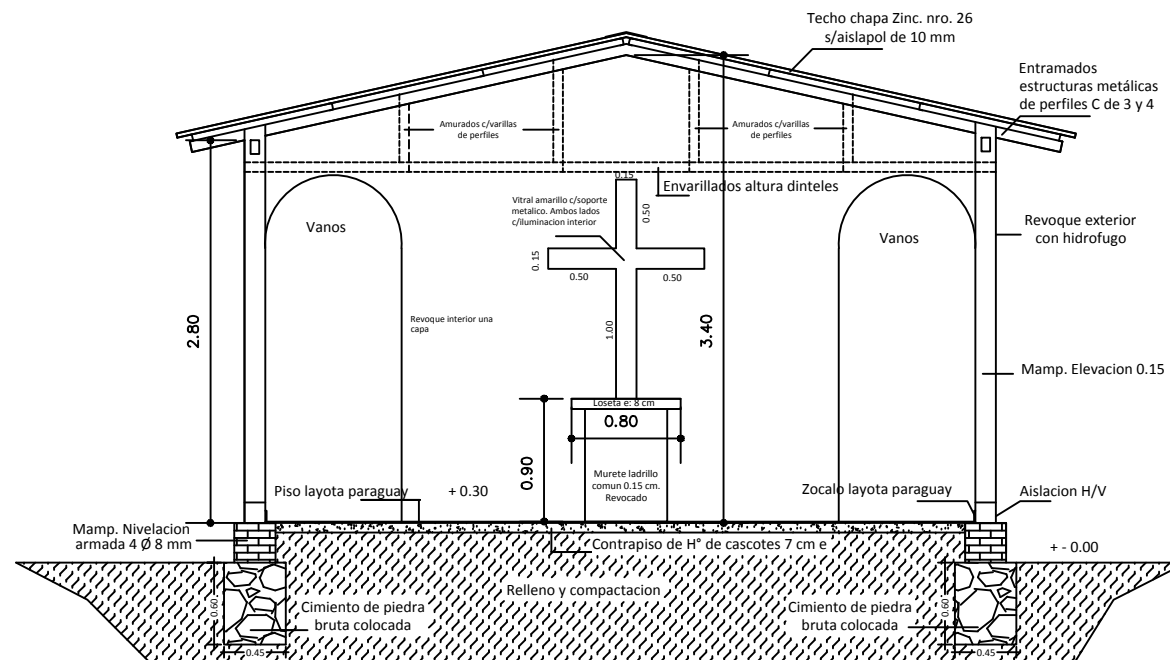 Techo chapa Zinc. nro. 26
s/aislapol de 10 mm
Entramados
estructuras metálicas
de perfiles C de 3 y 4
Amurados c/varillas
de perfiles
Amurados c/varillas
de perfiles
0.15
Envarillados altura dinteles
Vitral amarillo c/soporte
metalico. Ambos lados
c/iluminacion interior
0.50
Vanos
Vanos
Revoque exterior
con hidrofugo
0. 15
0.50
0.50
2.80
Revoque interior una
capa
1.00
3.40
Mamp. Elevacion 0.15
Loseta e: 8 cm
0.80
0.90
Murete ladrillo
comun 0.15 cm.
Revocado
Piso layota paraguay
+ 0.30
Zocalo layota paraguay
Aislacion H/V
Mamp. Nivelacion
armada 4 Ø 8 mm
Contrapiso de H° de cascotes 7 cm e
+ - 0.00
Relleno y compactacion
0.60
Cimiento de piedra
bruta colocada
Cimiento de piedra
bruta colocada
0.60
0.45
0.45